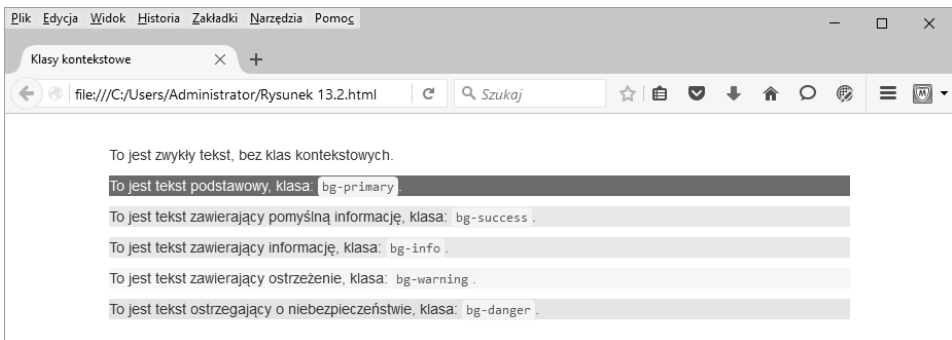 Plik Edycja Widok Historia Zakładki Narzędzia Pomoc
Klasy kontekstowe
file:///C:/Users/Administrator/Rysunek 13.2.html
Szukaj
To jest zwykły tekst, bez klas kontekstowych.
To jest tekst podstawowy, klasa: bg-primary.
To jest tekst zawierający pomyślną informację, klasa: bg-success.
To jest tekst zawierający informację, klasa: bg-info.
To jest tekst zawierający ostrzeżenie, klasa: bg-warning.
To jest tekst ostrzegający o niebezpieczeństwie, klasa: bg-danger.